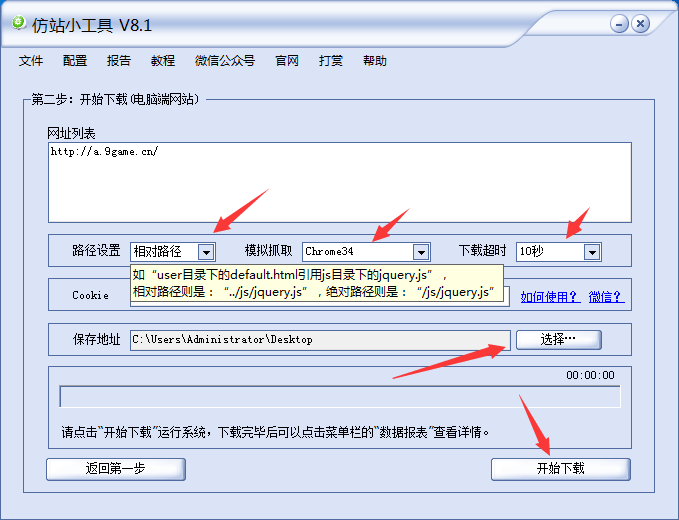 仿站小工具 V8.1
文件 配置 报告 教程 微信公众号 官网 打赏 帮助
第二步：开始下载(电脑端网站)
网址列表
http://a.9game.cn/
路径设置 相对路径 模拟抓取 Chrome34 下载超时 10秒
如“user目录下的default.html引用js目录下的jquery.js”，
相对路径则是：“../js/jquery.js”，绝对路径则是：“/js/jquery.js”
Cookie 如何使用? 微信?
保存地址 C:\Users\Administrator\Desktop 选择…
00:00:00
请点击“开始下载”运行系统，下载完毕后可以点击菜单栏的“数据报表”查看详情。
返回第一步 开始下载